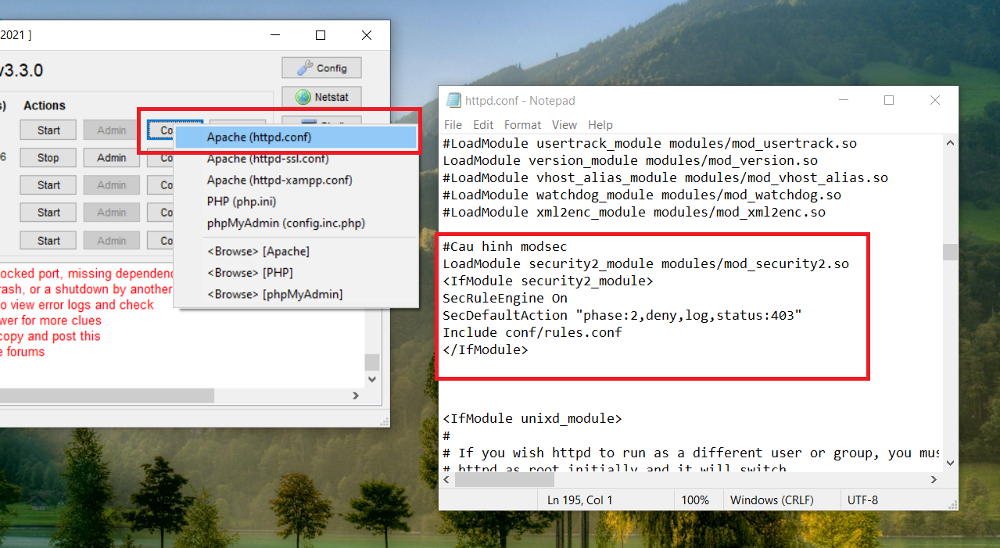 2021 ]
v3.3.0
Config
Netstat
s) Actions
Start Admin Co
6 Stop Admin Co
Start Admin Co
Start Admin Co
Start Admin Co
Apache (httpd.conf)
Apache (httpd-ssl.conf)
Apache (httpd-xampp.conf)
PHP (php.ini)
phpMyAdmin (config.inc.php)
<Browse> [Apache]
<Browse> [PHP]
<Browse> [phpMyAdmin]
ocked port, missing dependenc
rash, or a shutdown by another
o view error logs and check
wer for more clues
copy and post this
e forums
httpd.conf - Notepad
File Edit Format View Help
#LoadModule usertrack_module modules/mod_usertrack.so
LoadModule version_module modules/mod_version.so
#LoadModule vhost_alias_module modules/mod_vhost_alias.so
#LoadModule watchdog_module modules/mod_watchdog.so
#LoadModule xml2enc_module modules/mod_xml2enc.so
#Cau hinh modsec
LoadModule security2_module modules/mod_security2.so
<IfModule security2_module>
SecRuleEngine On
SecDefaultAction "phase:2,deny,log,status:403"
Include conf/rules.conf
</IfModule>
<IfModule unixd_module>
#
# If you wish httpd to run as a different user or group, you mus
# httpd as root initially and it will switch.
Ln 195, Col 1 100% Windows (CRLF) UTF-8